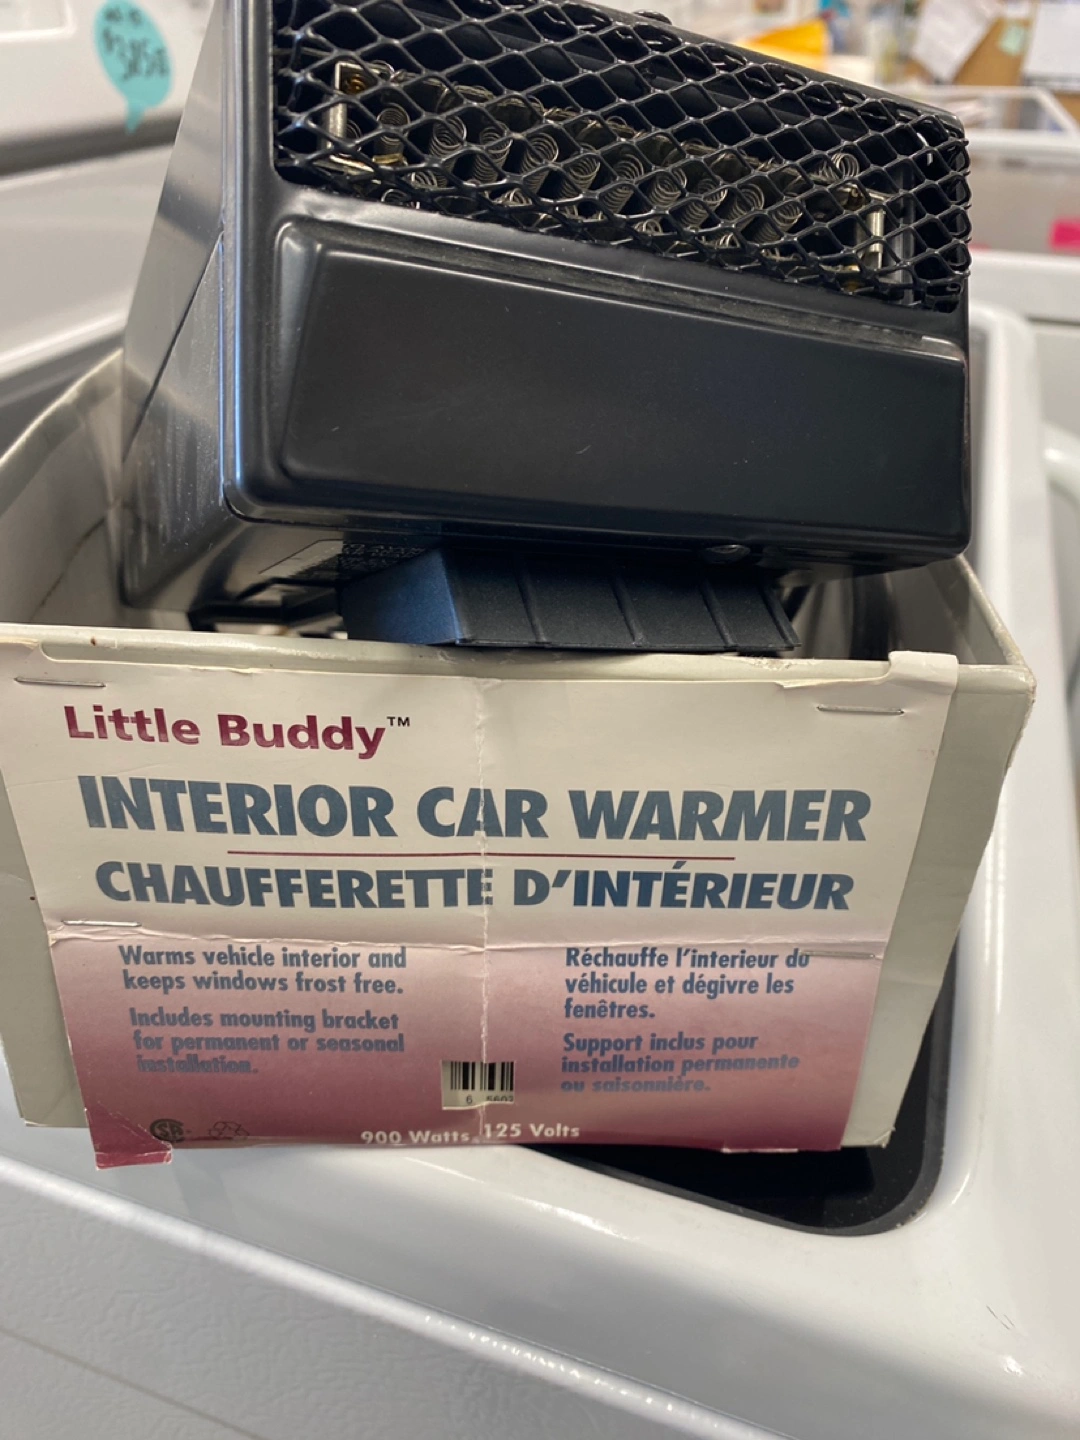 Little Buddy™
INTERIOR CAR WARMER
CHAUFFERETTE D'INTÉRIEUR
Warms vehicle interior and
keeps windows frost free.
Includes mounting bracket
for permanent or seasonal
installation.
Réchauffe l'interieur du
véhicule et dégivre les
fenêtres.
Support inclus pour
installation permanente
ou saisonnière.
900 Watts, 125 Volts